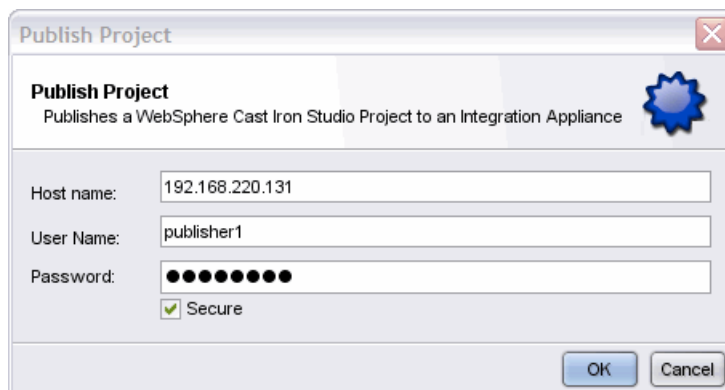 Publish Project
Publish Project
Publishes a WebSphere Cast Iron Studio Project to an Integration Appliance
Host name: 192.168.220.131
User Name: publisher1
Password: ●●●●●●●●
Secure
OK Cancel